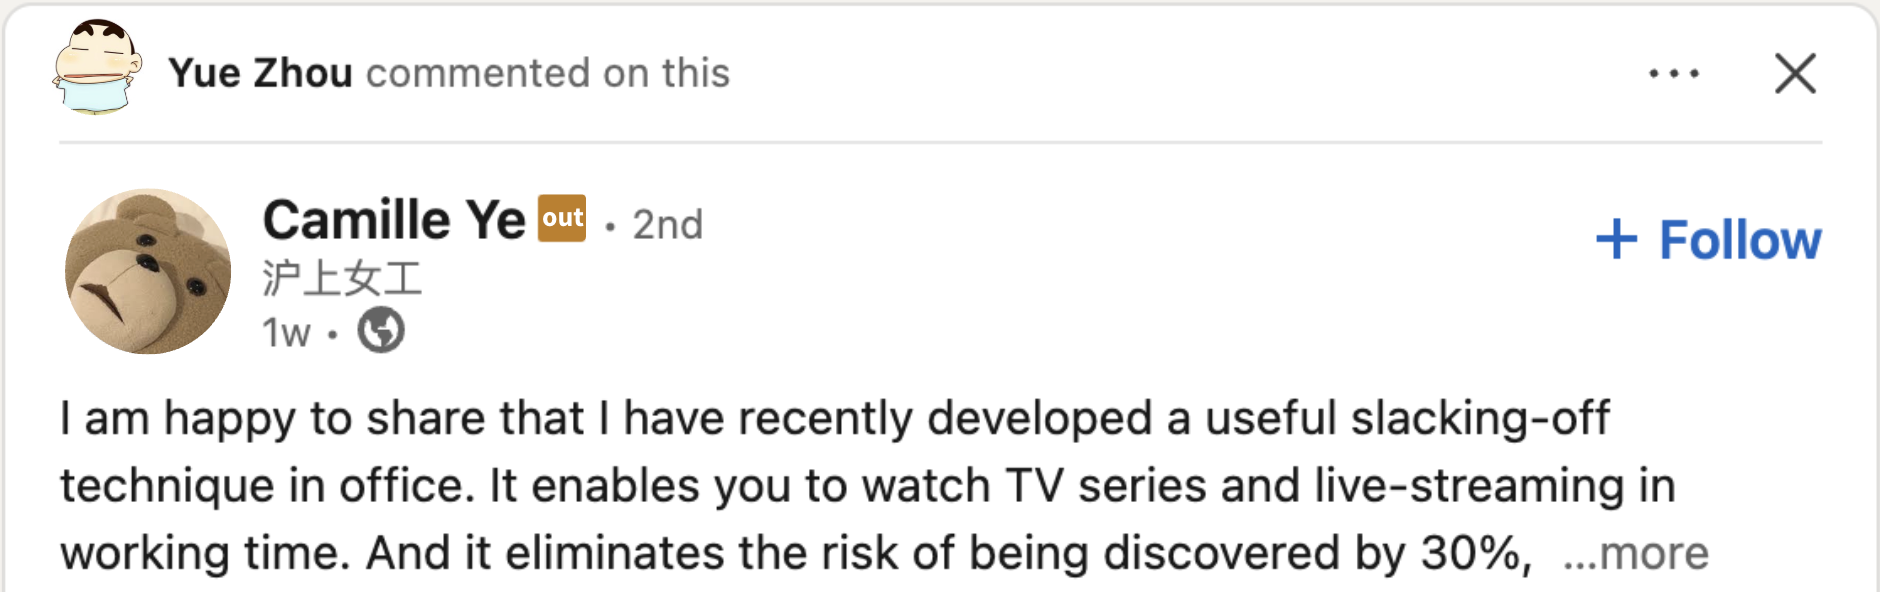 Yue Zhou commented on this
Camille Ye out • 2nd
+ Follow
沪上女工
1w •
I am happy to share that I have recently developed a useful slacking-off
technique in office. It enables you to watch TV series and live-streaming in
working time. And it eliminates the risk of being discovered by 30%, ...more